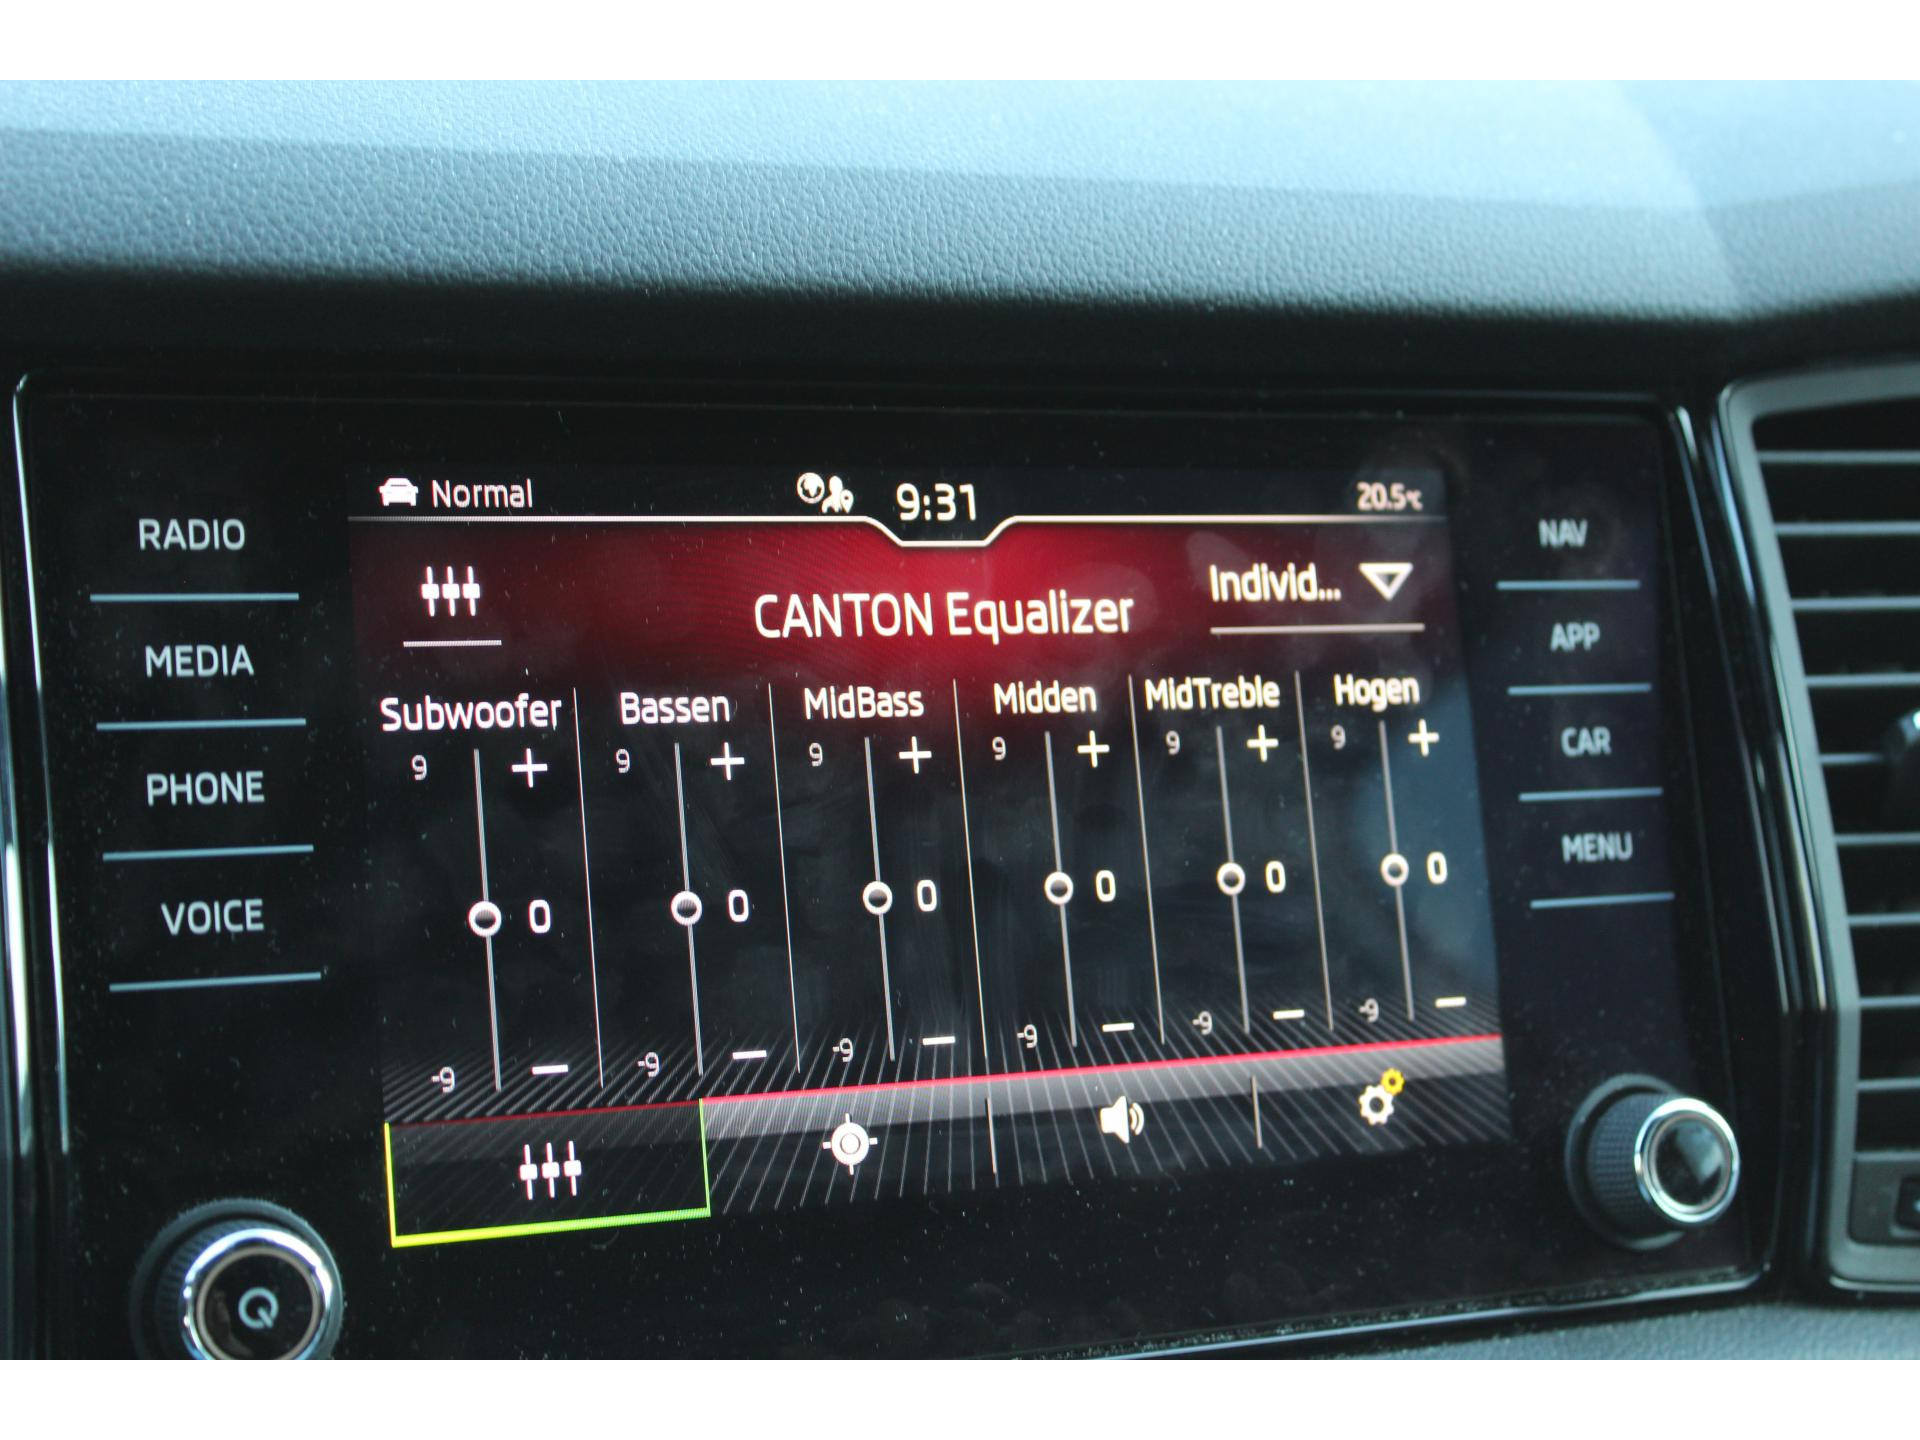 Normal 9:31 20.5°C
CANTON Equalizer Individ...
Subwoofer Bassen MidBass Midden MidTreble Hogen
9 + 9 + 9 + 9 + 9 + 9 +
0 0 0 0 0 0
-9 − -9 − -9 − -9 − -9 − -9 −
RADIO
MEDIA
PHONE
VOICE
NAV
APP
CAR
MENU